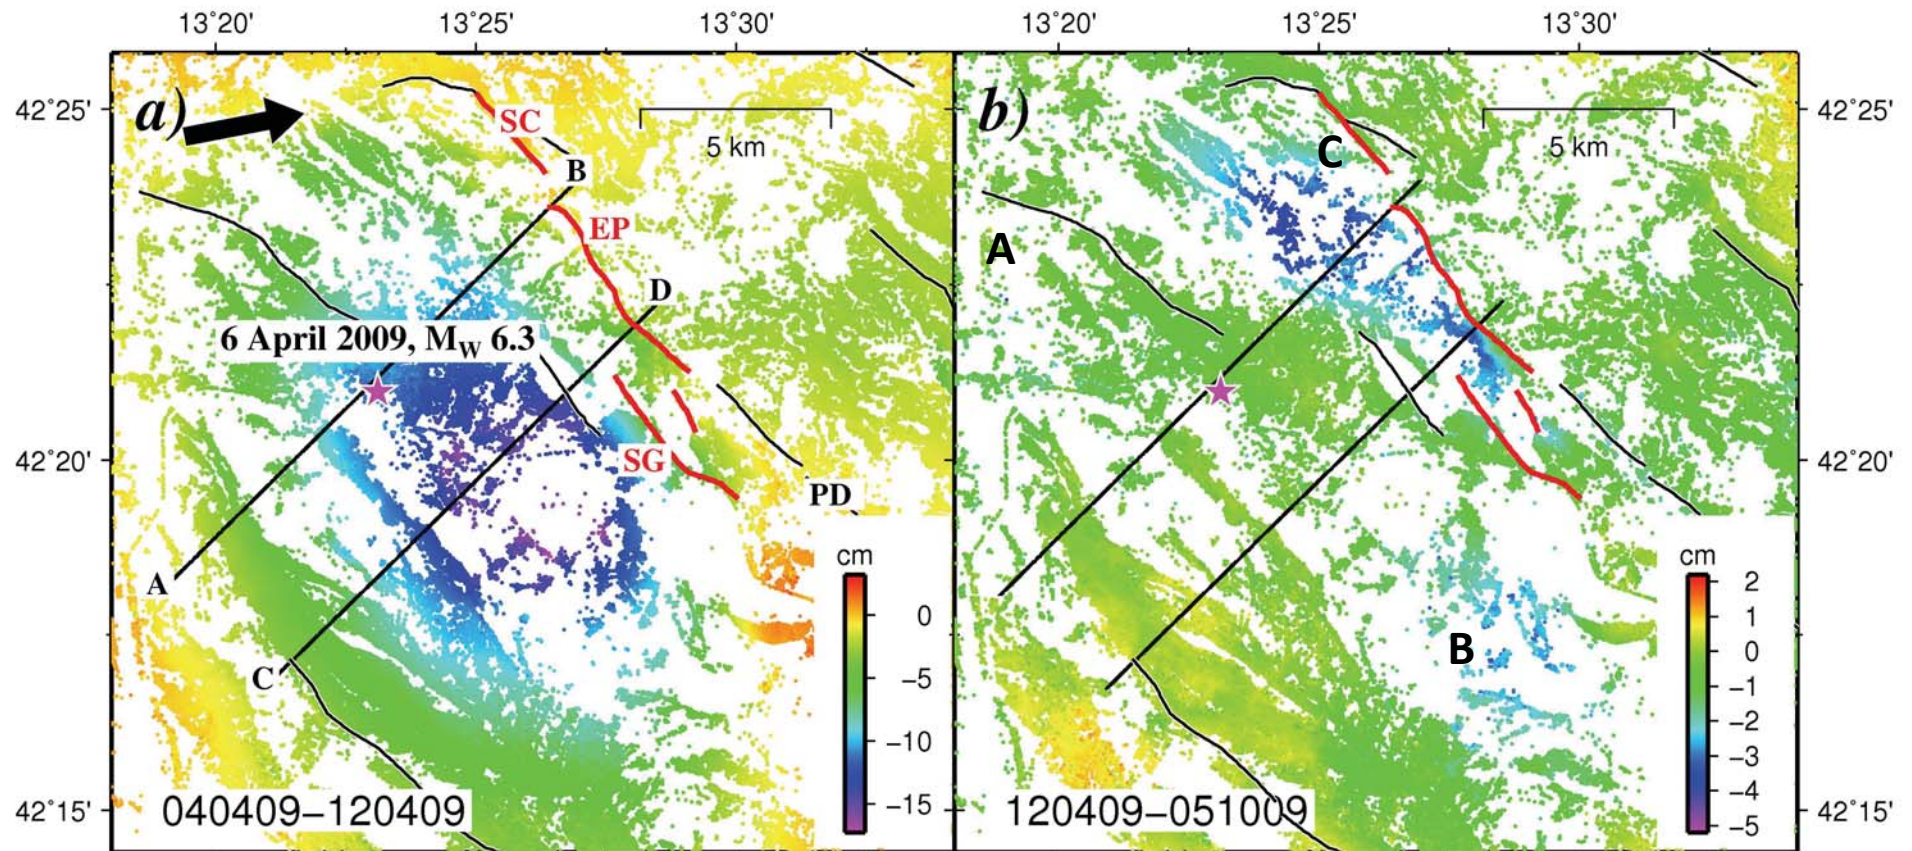 13°20' 13°25' 13°30' 13°20' 13°25' 13°30'
a)
b)
42°25'
42°25'
SC
5 km
C
5 km
B
EP
A
D
6 April 2009, MW 6.3
42°20'
SG
42°20'
PD
cm
cm
A
0
−5
−10
−15
2
1
0
−1
−2
−3
−4
−5
B
C
42°15'
040409−120409
120409−051009
42°15'